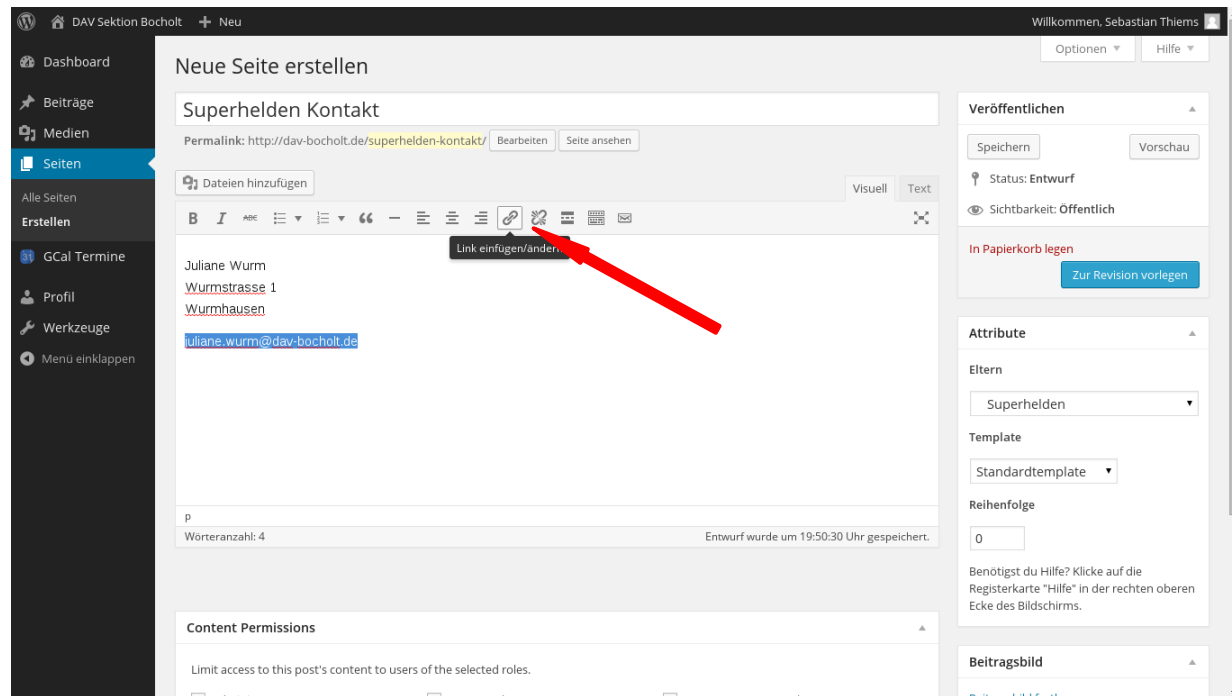 DAV Sektion Bocholt + Neu Willkommen, Sebastian Thiems
Optionen Hilfe
Dashboard
Beiträge
Medien
Seiten
Alle Seiten
Erstellen
31 GCal Termine
Profil
Werkzeuge
Menü einklappen
Neue Seite erstellen
Superhelden Kontakt
Permalink: http://dav-bocholt.de/superhelden-kontakt/ Bearbeiten Seite ansehen
Dateien hinzufügen
Visuell Text
B I ABC
Link einfügen/ändern
Juliane Wurm
Wurmstrasse 1
Wurmhausen
juliane.wurm@dav-bocholt.de
p
Wörteranzahl: 4 Entwurf wurde um 19:50:30 Uhr gespeichert.
Content Permissions
Limit access to this post's content to users of the selected roles.
Veröffentlichen
Speichern Vorschau
Status: Entwurf
Sichtbarkeit: Öffentlich
In Papierkorb legen
Zur Revision vorlegen
Attribute
Eltern
Superhelden
Template
Standardtemplate
Reihenfolge
0
Benötigst du Hilfe? Klicke auf die
Registerkarte "Hilfe" in der rechten oberen
Ecke des Bildschirms.
Beitragsbild